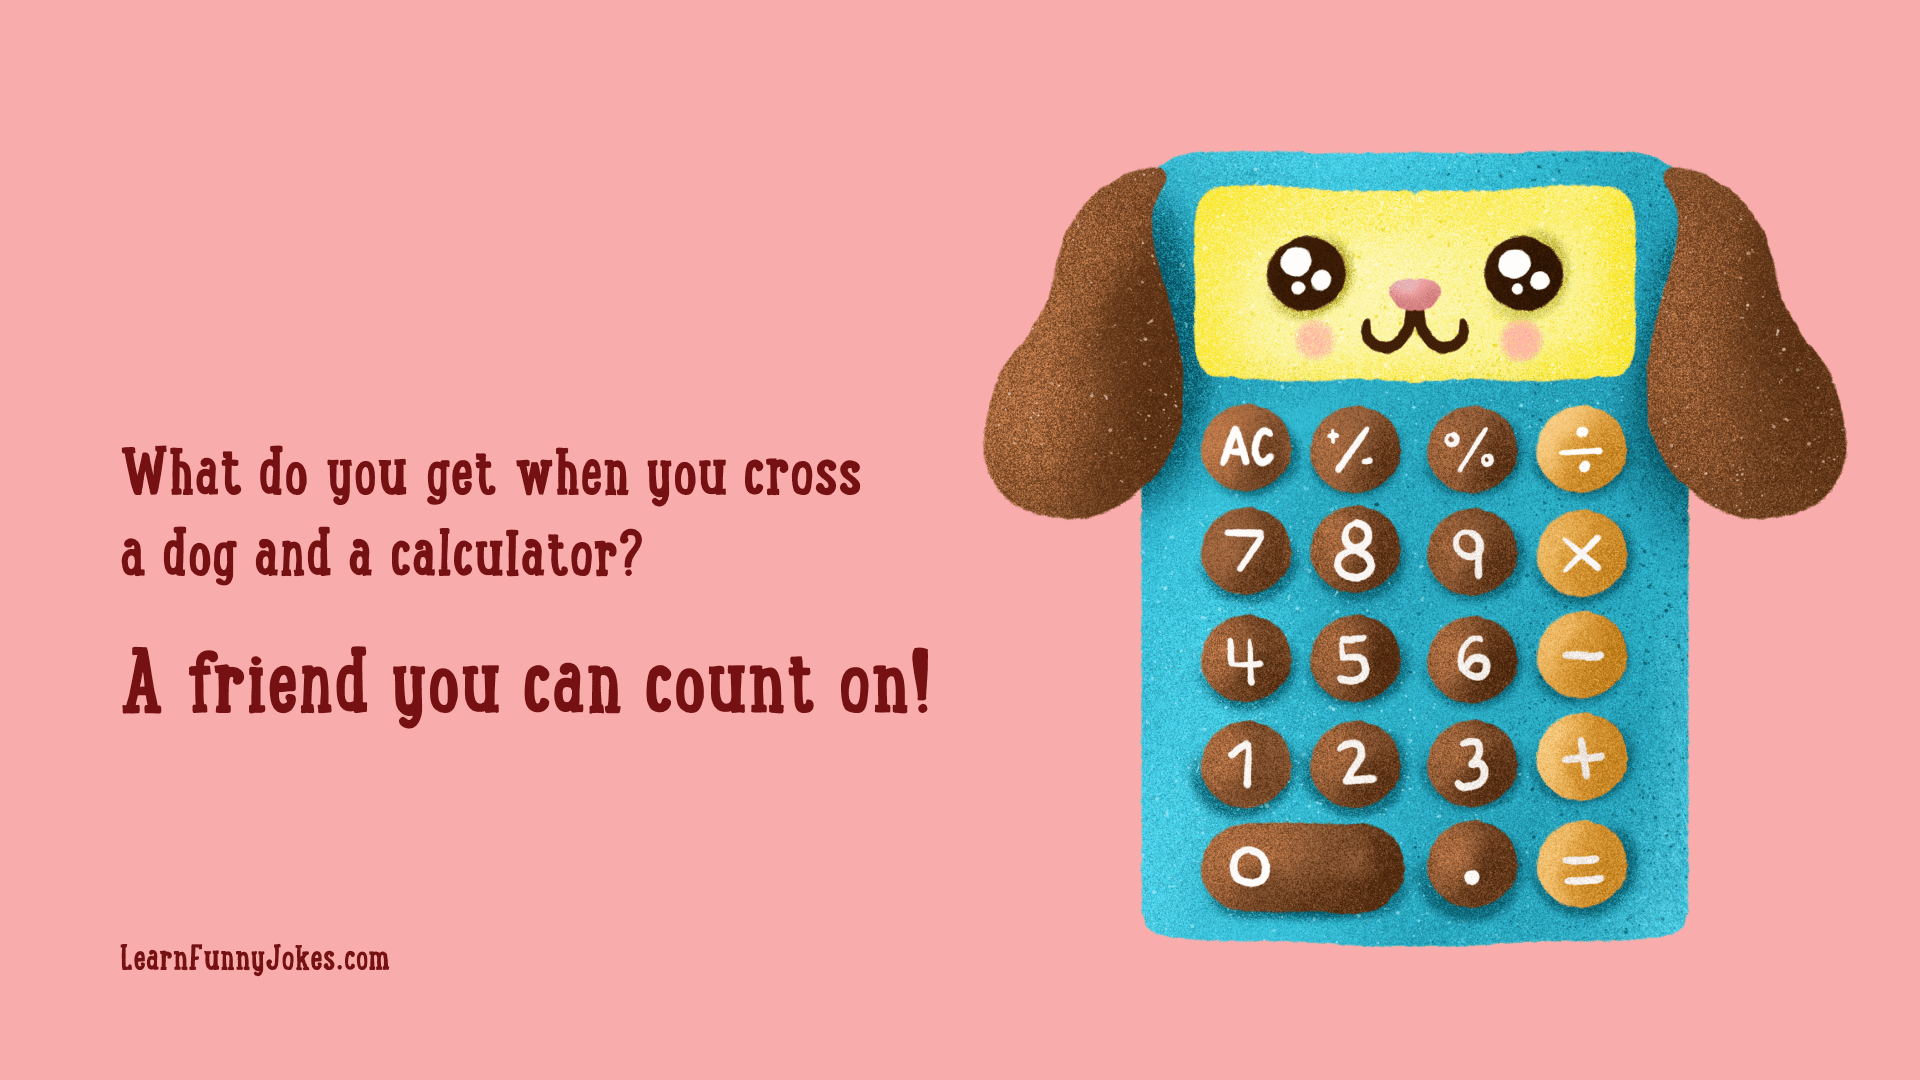 What do you get when you cross
a dog and a calculator?
A friend you can count on!
LearnFunnyJokes.com
AC +/- % ÷
7 8 9 ×
4 5 6 −
1 2 3 +
0 . =